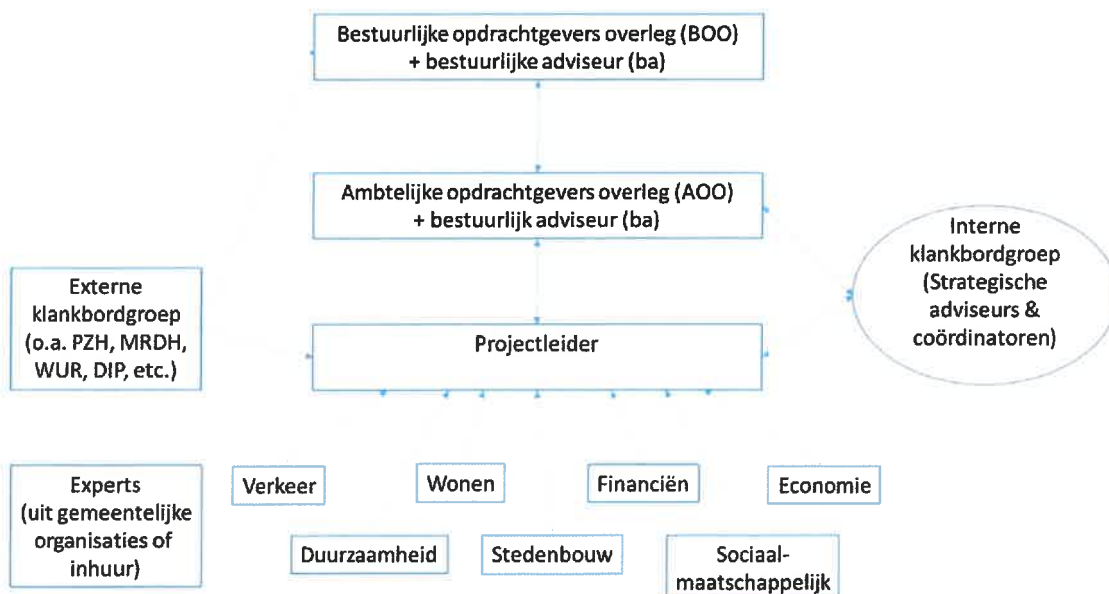 Bestuurlijke opdrachtgevers overleg (BOO)
+ bestuurlijke adviseur (ba)
Ambtelijke opdrachtgevers overleg (AOO)
+ bestuurlijk adviseur (ba)
Interne
klankbordgroep
(Strategische
adviseurs &
coördinatoren)
Externe
klankbordgroep
(o.a. PZH, MRDH,
WUR, DIP, etc.)
Projectleider
Experts
(uit gemeentelijke
organisaties of
inhuur)
Verkeer
Wonen
Financiën
Economie
Duurzaamheid
Stedenbouw
Sociaal-
maatschappelijk